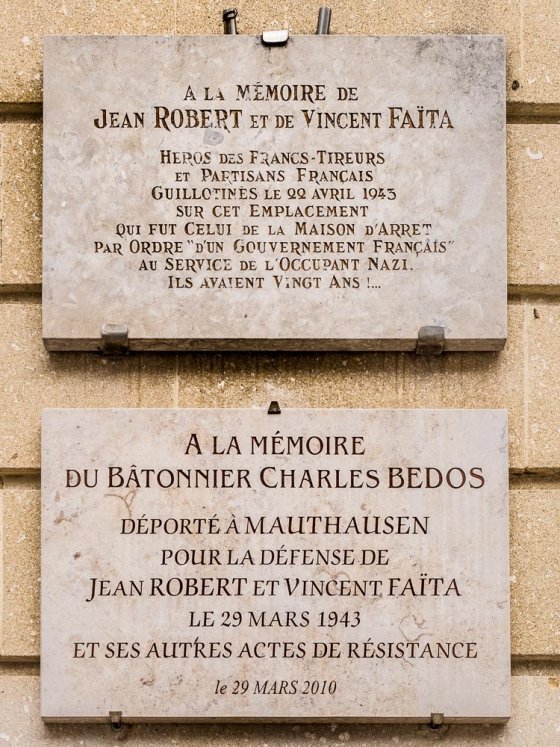 A LA MÉMOIRE DE
JEAN ROBERT ET DE VINCENT FAÏTA
HEROS DES FRANCS-TIREURS
ET PARTISANS FRANÇAIS
GUILLOTINÉS LE 22 AVRIL 1943
SUR CET EMPLACEMENT
QUI FUT CELUI DE LA MAISON D'ARRET
PAR ORDRE "D'UN GOUVERNEMENT FRANÇAIS"
AU SERVICE DE L'OCCUPANT NAZI.
ILS AVAIENT VINGT ANS !...
A LA MÉMOIRE
DU BÂTONNIER CHARLES BEDOS
DÉPORTÉ À MAUTHAUSEN
POUR LA DÉFENSE DE
JEAN ROBERT ET VINCENT FAÏTA
LE 29 MARS 1943
ET SES AUTRES ACTES DE RÉSISTANCE
le 29 MARS 2010